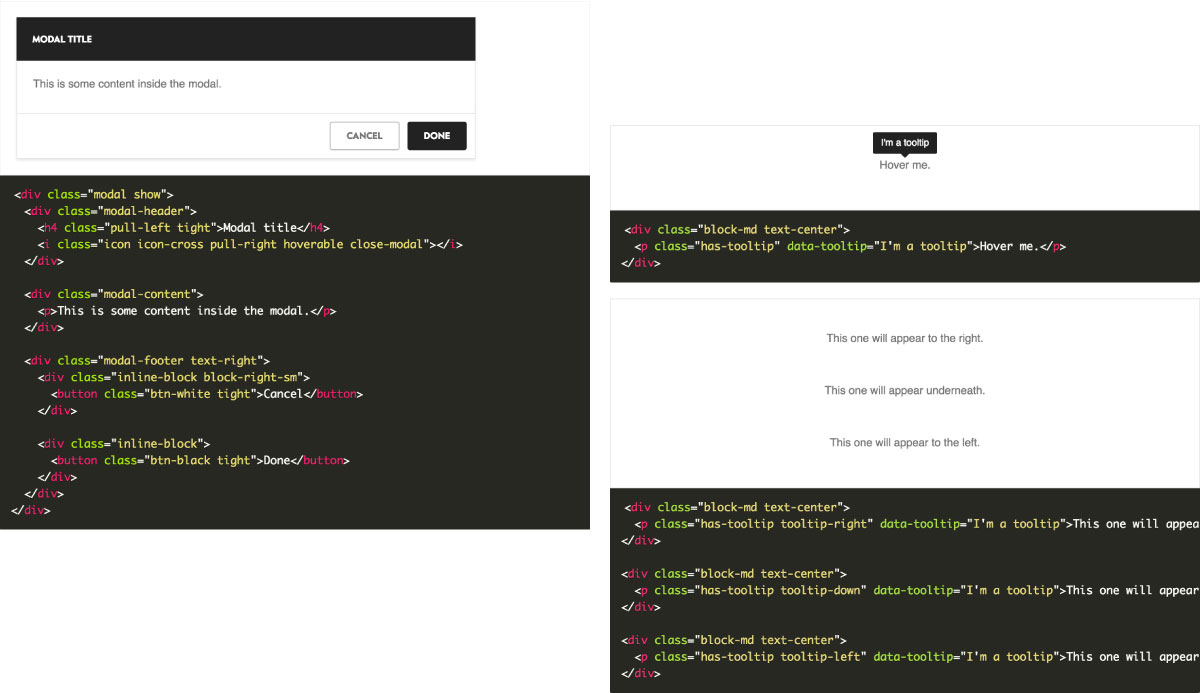 MODAL TITLE
This is some content inside the modal.
CANCEL DONE
<div class="modal show">
<div class="modal-header">
<h4 class="pull-left tight">Modal title</h4>
<i class="icon icon-cross pull-right hoverable close-modal"></i>
</div>
<div class="modal-content">
<p>This is some content inside the modal.</p>
</div>
<div class="modal-footer text-right">
<div class="inline-block block-right-sm">
<button class="btn-white tight">Cancel</button>
</div>
<div class="inline-block">
<button class="btn-black tight">Done</button>
</div>
</div>
</div>
I'm a tooltip
Hover me.
<div class="block-md text-center">
<p class="has-tooltip" data-tooltip="I'm a tooltip">Hover me.</p>
</div>
This one will appear to the right.
This one will appear underneath.
This one will appear to the left.
<div class="block-md text-center">
<p class="has-tooltip tooltip-right" data-tooltip="I'm a tooltip">This one will appea
</div>
<div class="block-md text-center">
<p class="has-tooltip tooltip-down" data-tooltip="I'm a tooltip">This one will appear
</div>
<div class="block-md text-center">
<p class="has-tooltip tooltip-left" data-tooltip="I'm a tooltip">This one will appear
</div>